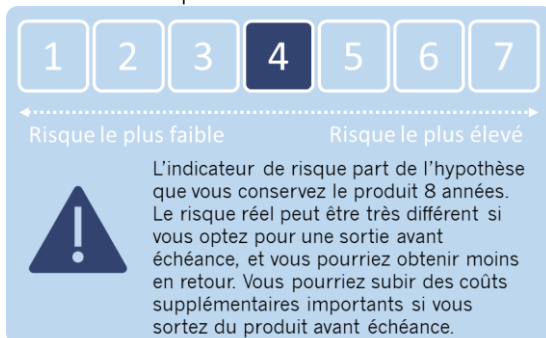 1 2 3 4 5 6 7
Risque le plus faible Risque le plus élevé
L'indicateur de risque part de l'hypothèse
que vous conservez le produit 8 années.
Le risque réel peut être très différent si
vous optez pour une sortie avant
échéance, et vous pourriez obtenir moins
en retour. Vous pourriez subir des coûts
supplémentaires importants si vous
sortez du produit avant échéance.